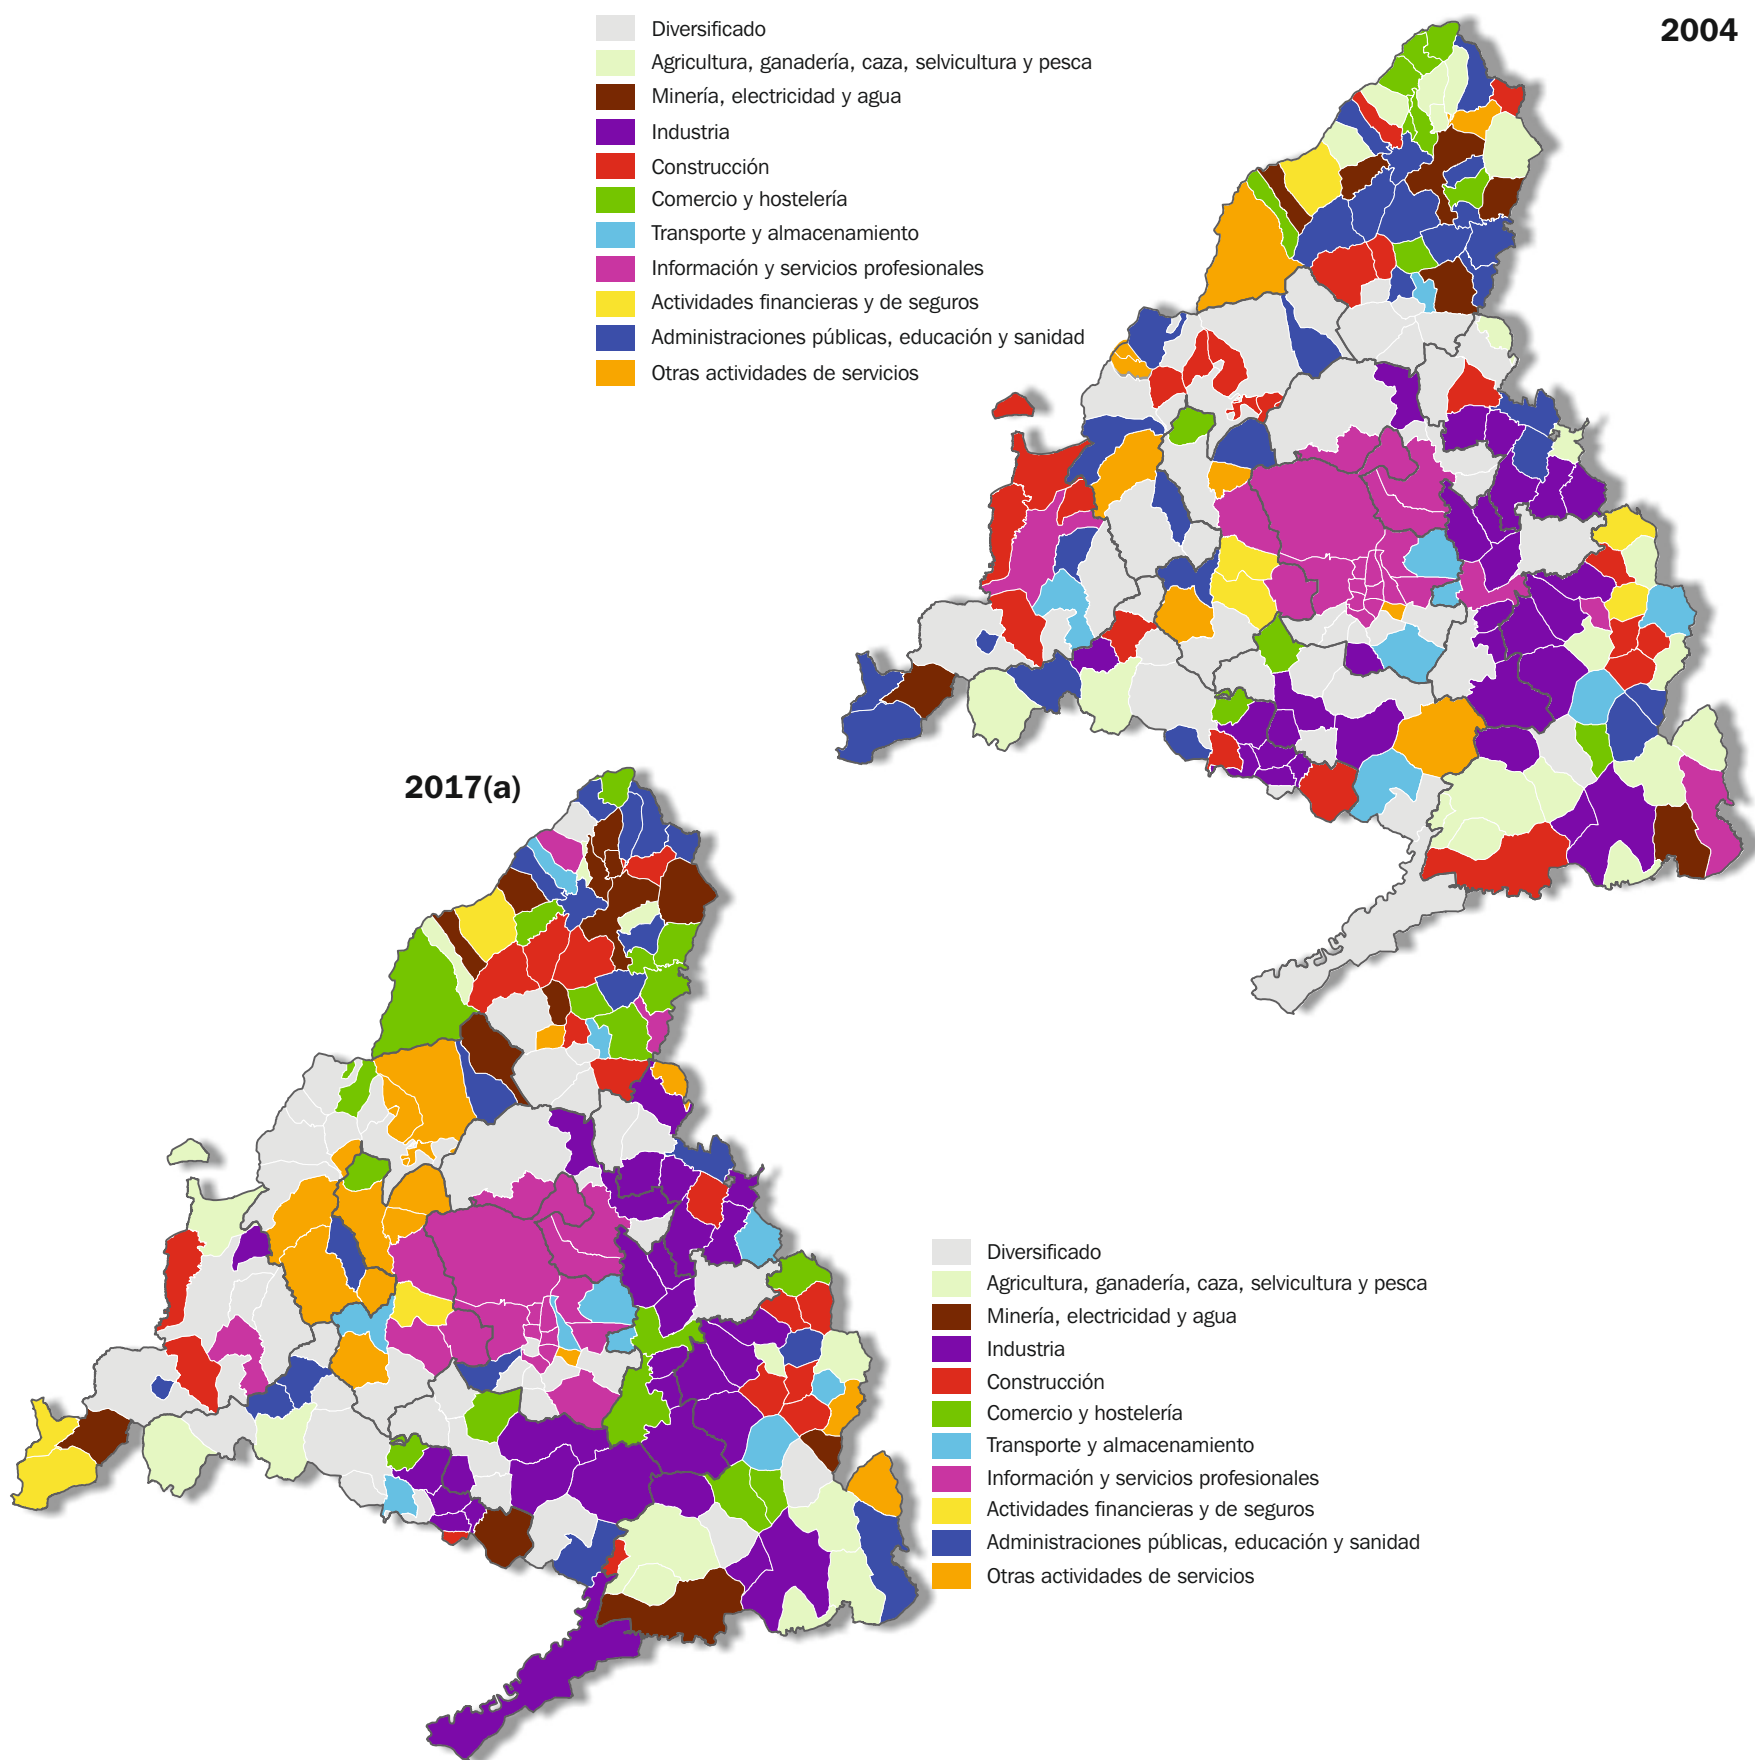 2004
Diversificado
Agricultura, ganadería, caza, selvicultura y pesca
Minería, electricidad y agua
Industria
Construcción
Comercio y hostelería
Transporte y almacenamiento
Información y servicios profesionales
Actividades financieras y de seguros
Administraciones públicas, educación y sanidad
Otras actividades de servicios
2017(a)
Diversificado
Agricultura, ganadería, caza, selvicultura y pesca
Minería, electricidad y agua
Industria
Construcción
Comercio y hostelería
Transporte y almacenamiento
Información y servicios profesionales
Actividades financieras y de seguros
Administraciones públicas, educación y sanidad
Otras actividades de servicios